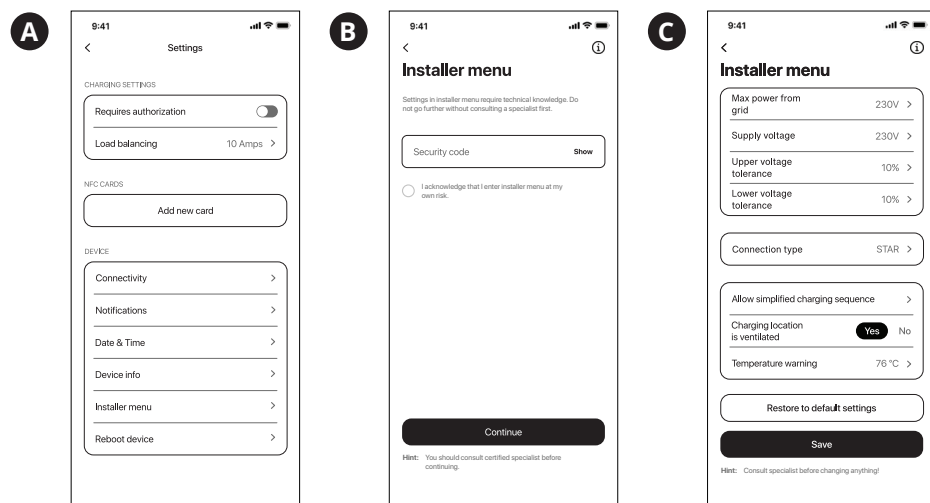 A
9:41
Settings
CHARGING SETTINGS
Requires authorization
Load balancing 10 Amps
NFC CARDS
Add new card
DEVICE
Connectivity
Notifications
Date & Time
Device info
Installer menu
Reboot device
B
9:41
Installer menu
Settings in installer menu require technical knowledge. Do
not go further without consulting a specialist first.
Security code Show
I acknowledge that I enter installer menu at my
own risk.
Continue
Hint: You should consult certified specialist before
continuing.
C
9:41
Installer menu
Max power from
grid 230V
Supply voltage 230V
Upper voltage
tolerance 10%
Lower voltage
tolerance 10%
Connection type STAR
Allow simplified charging sequence
Charging location
is ventilated Yes No
Temperature warning 76 °C
Restore to default settings
Save
Hint: Consult specialist before changing anything!